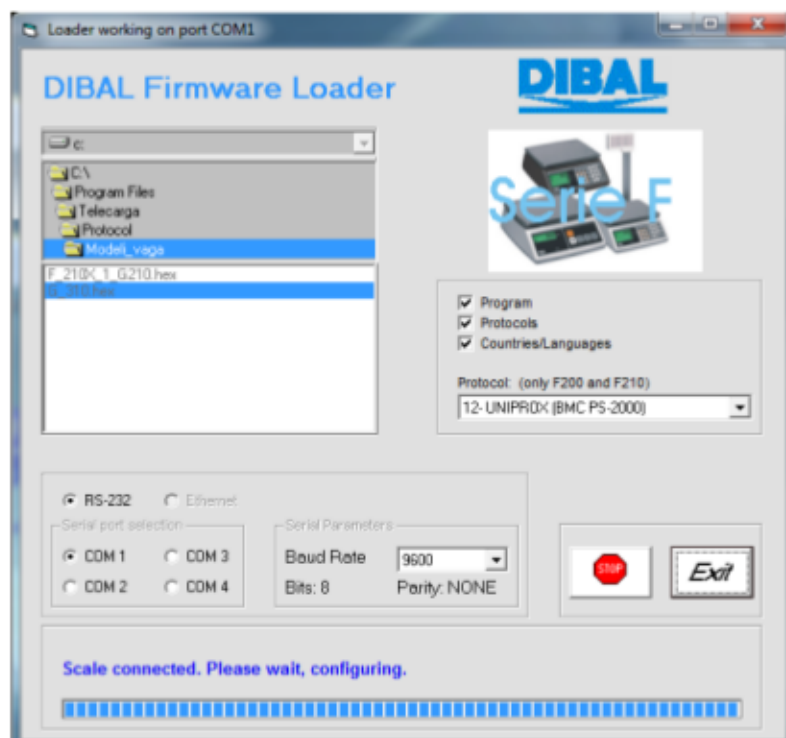 Loader working on port COM1
DIBAL Firmware Loader
DIBAL
c:
C:\
Program Files
Telecarga
Protocol
Modeli_vaga
F_210X_1_G210.hex
G_310.hex
Serie F
Program
Protocols
Countries/Languages
Protocol: (only F200 and F210)
12- UNIPROX (BMC PS-2000)
RS-232 Ethernet
Serial port selection
COM 1 COM 3
COM 2 COM 4
Serial Parameters
Baud Rate 9600
Bits: 8 Parity: NONE
STOP
Exit
Scale connected. Please wait, configuring.